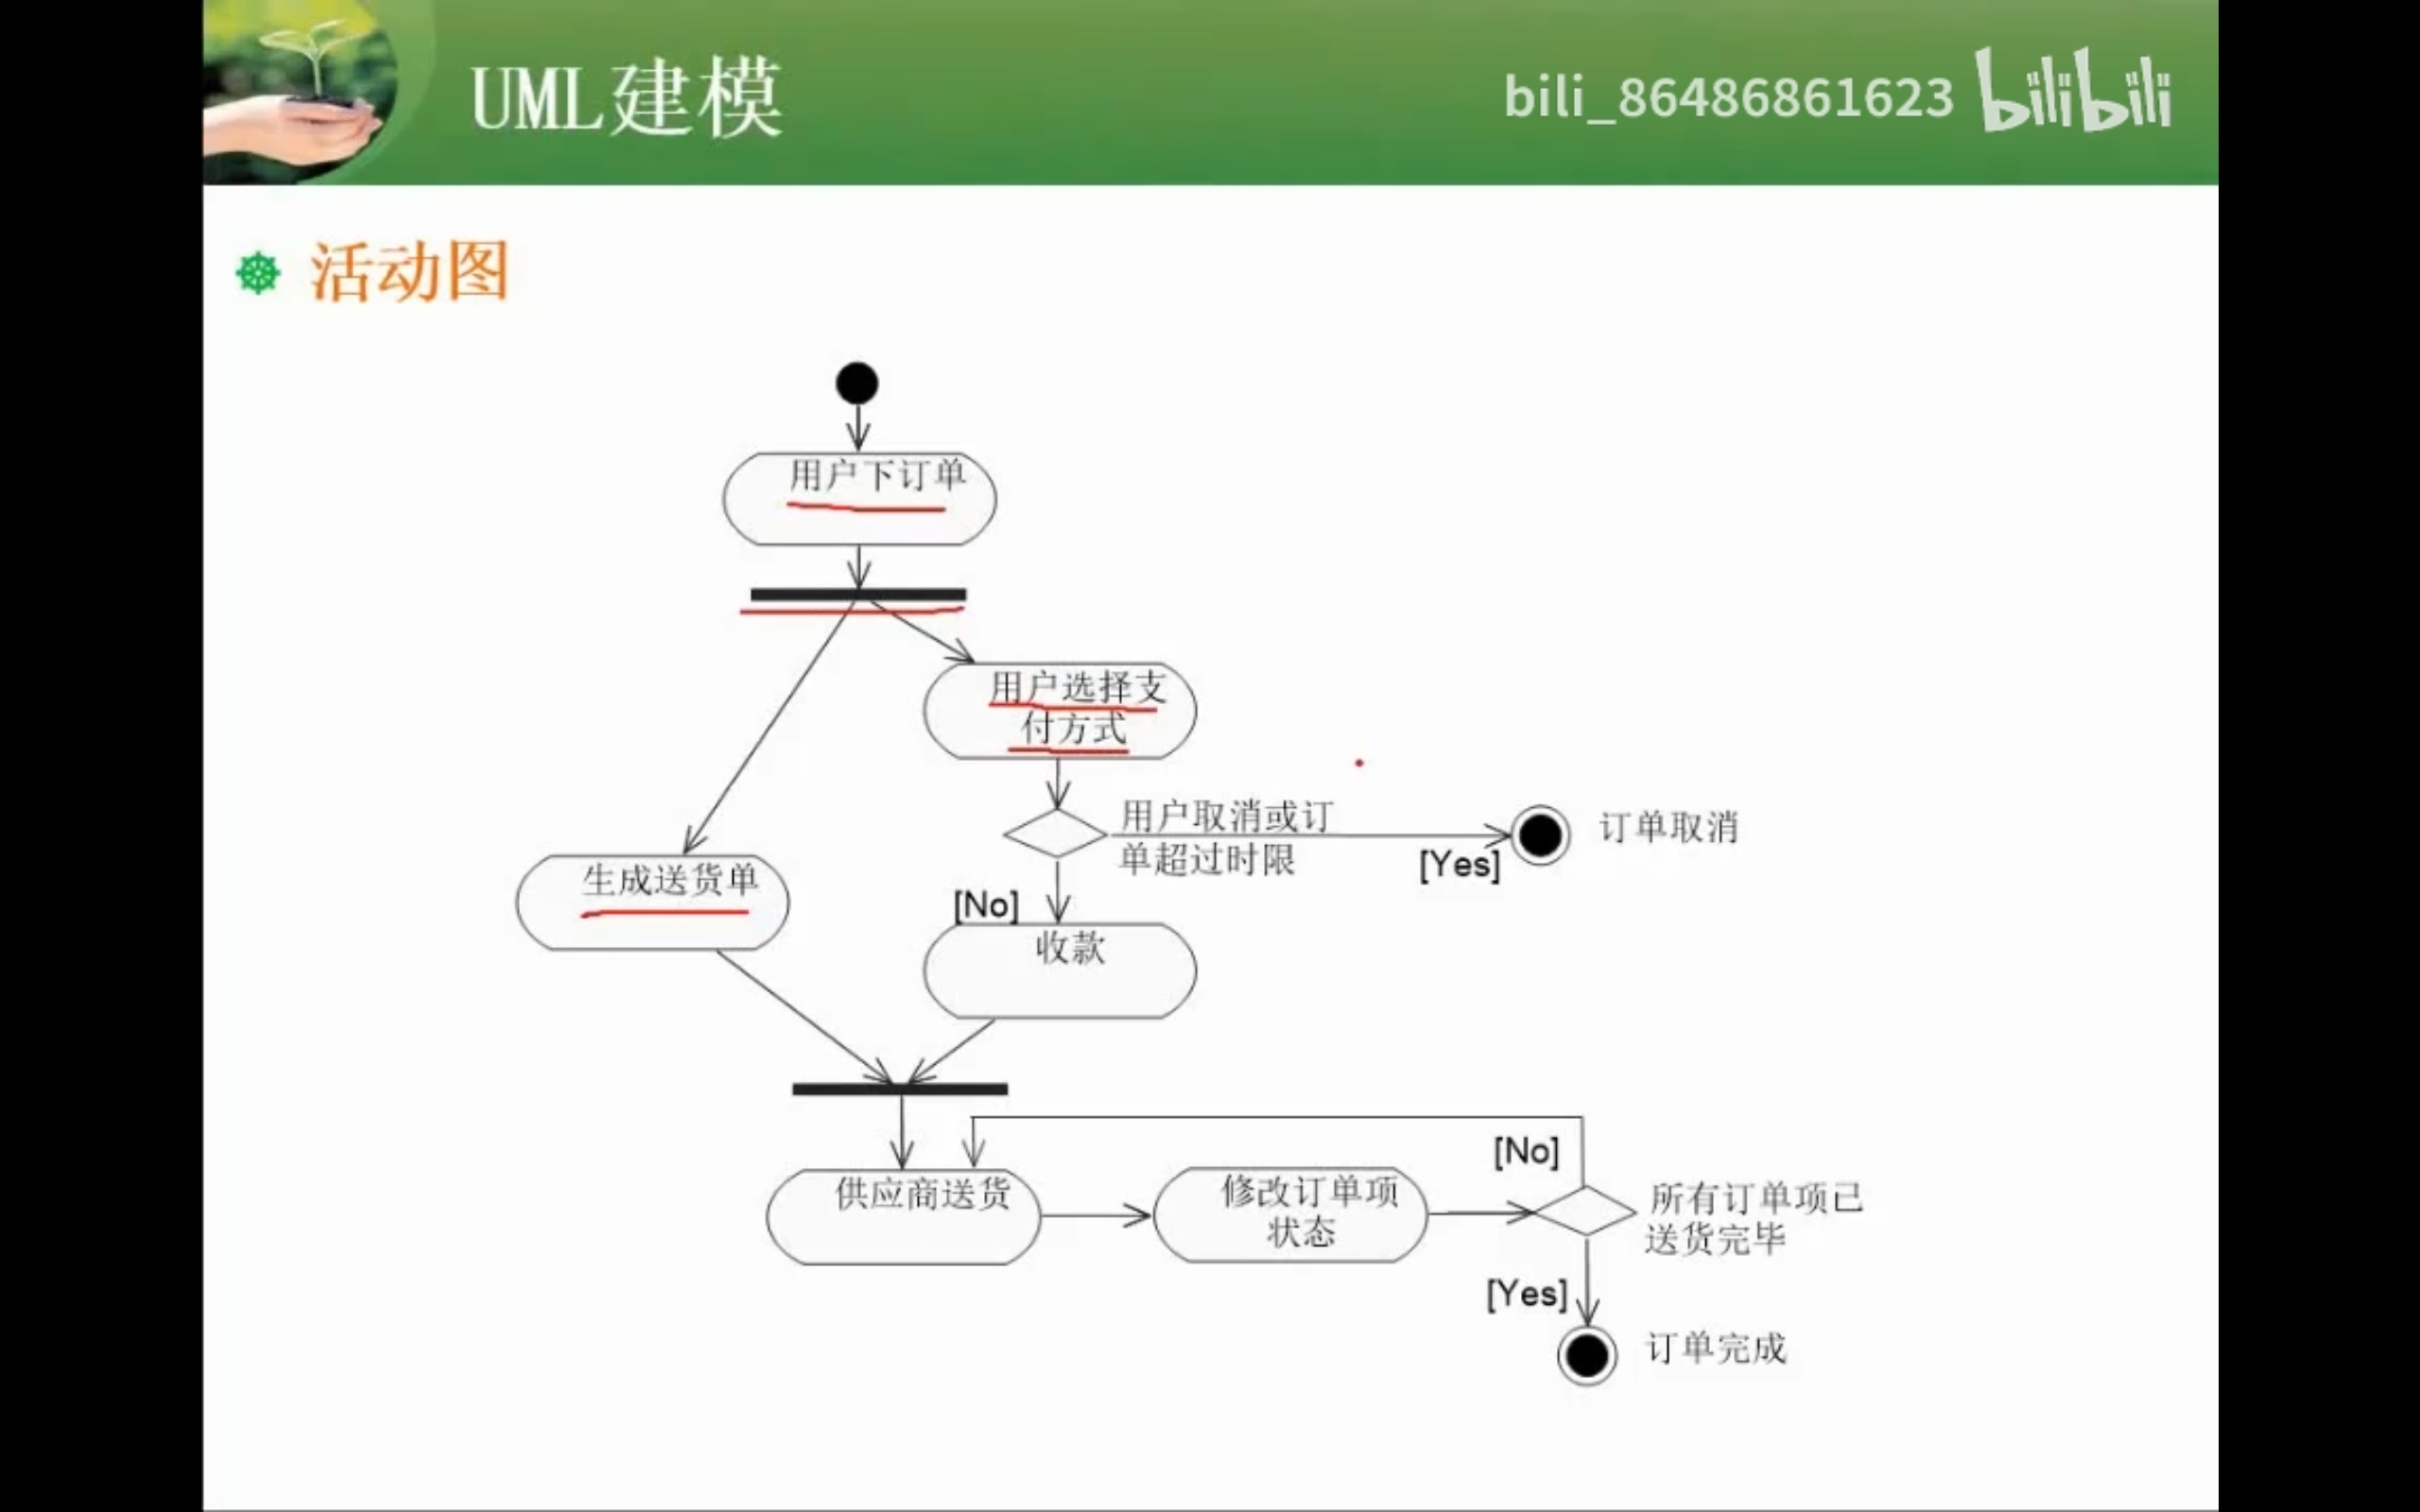 UML建模
bili_86486861623 bilibili
活动图
用户下订单
用户选择支
付方式
用户取消或订
单超过时限
[Yes]
订单取消
生成送货单
[No]
收款
供应商送货
修改订单项
状态
[No]
所有订单项已
送货完毕
[Yes]
订单完成